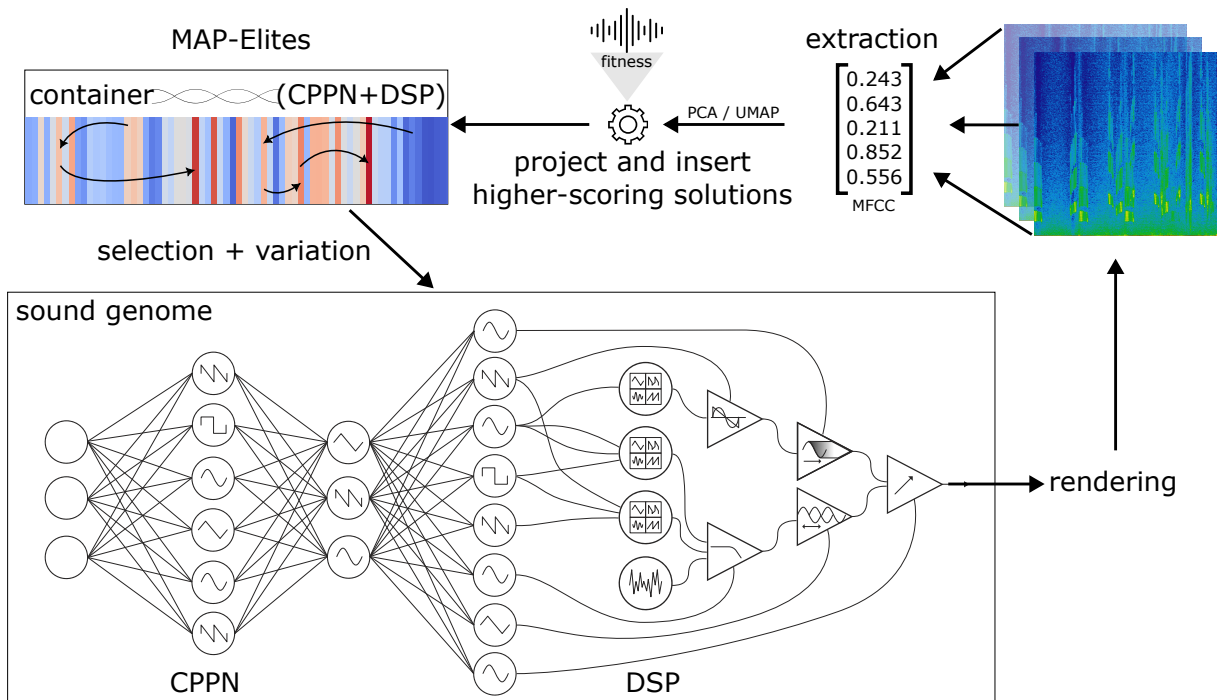 MAP-Elites
container (CPPN+DSP)
fitness
PCA / UMAP
project and insert
higher-scoring solutions
extraction
0.243
0.643
0.211
0.852
0.556
MFCC
selection + variation
sound genome
CPPN
DSP
rendering